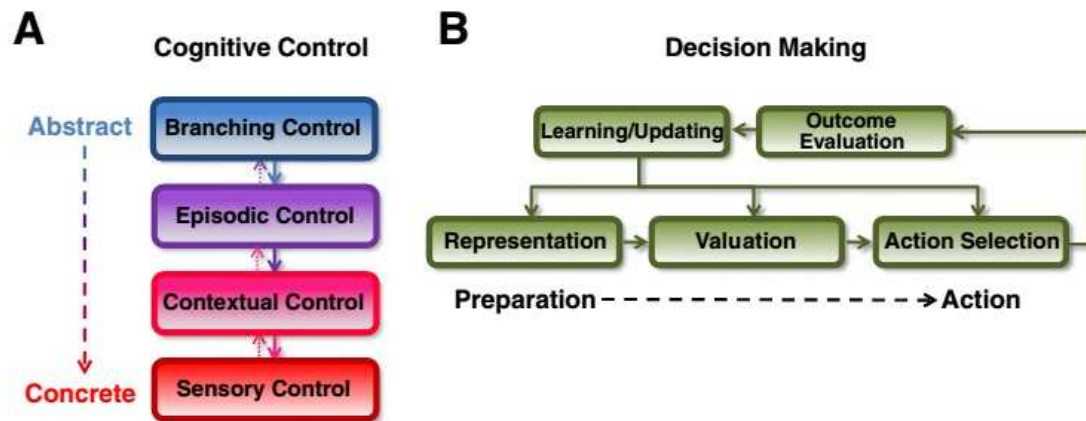 A
Cognitive Control
Abstract
Branching Control
Episodic Control
Contextual Control
Concrete
Sensory Control
B
Decision Making
Learning/Updating
Outcome
Evaluation
Representation
Valuation
Action Selection
Preparation
Action